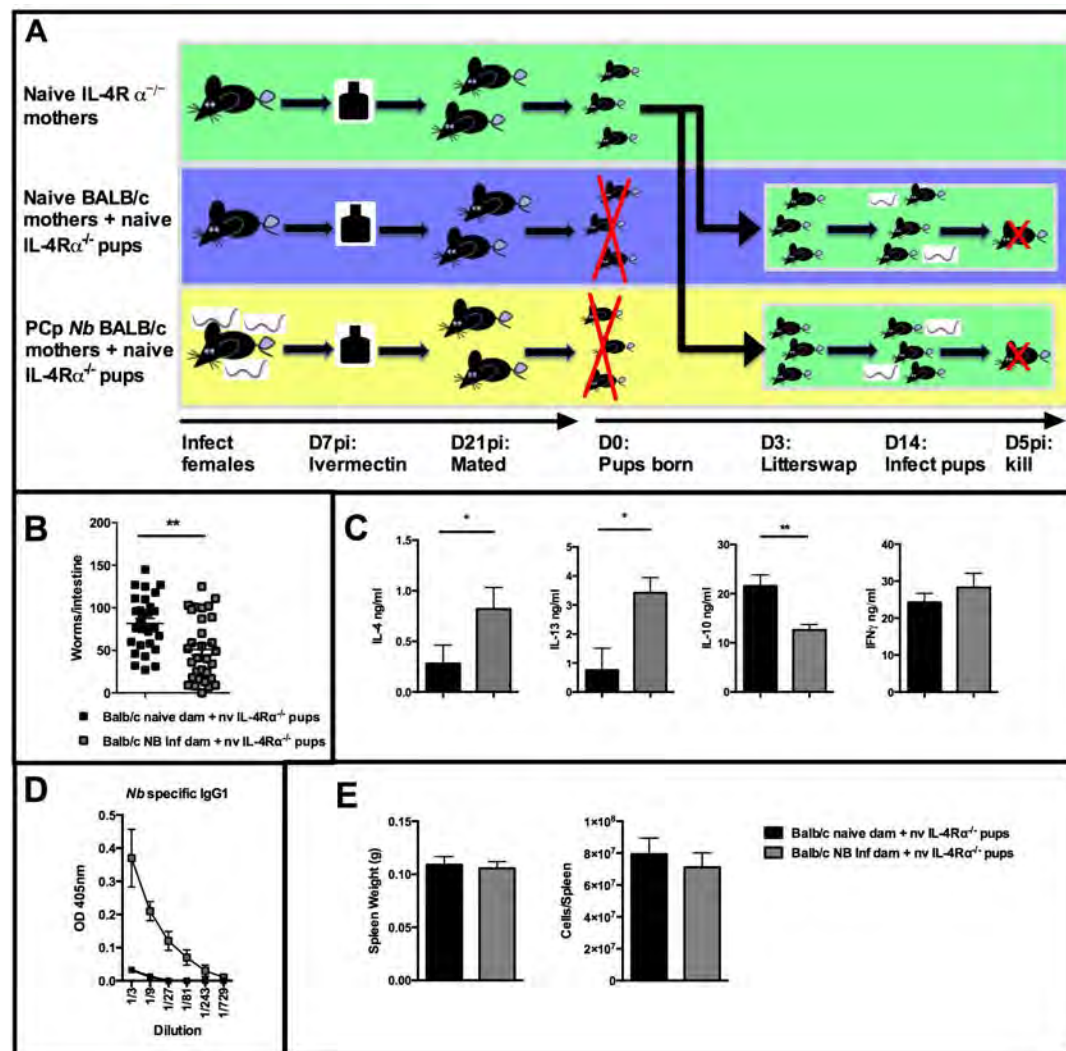 A
Naive IL-4R α⁻/⁻
mothers
Naive BALB/c
mothers + naive
IL-4Rα⁻/⁻ pups
PCp Nb BALB/c
mothers + naive
IL-4Rα⁻/⁻ pups
Infect
females
D7pi:
Ivermectin
D21pi:
Mated
D0:
Pups born
D3:
Litterswap
D14:
Infect pups
D5pi:
kill
B
**
Worms/intestine
200
150
100
50
0
Balb/c naive dam + nv IL-4Rα⁻/⁻ pups
Balb/c NB Inf dam + nv IL-4Rα⁻/⁻ pups
C
*
IL-4 ng/ml
1.5
1.0
0.5
0.0
*
IL-13 ng/ml
5
4
3
2
1
0
**
IL-10 ng/ml
30
20
10
0
IFNγ ng/ml
40
30
20
10
0
D
Nb specific IgG1
OD 405nm
0.5
0.4
0.3
0.2
0.1
0.0
1/3
1/9
1/27
1/81
1/243
1/729
Dilution
E
Spleen Weight (g)
0.15
0.10
0.05
0.00
Cells/Spleen
1×10⁸
8×10⁷
6×10⁷
4×10⁷
2×10⁷
0
Balb/c naive dam + nv IL-4Rα⁻/⁻ pups
Balb/c NB Inf dam + nv IL-4Rα⁻/⁻ pups